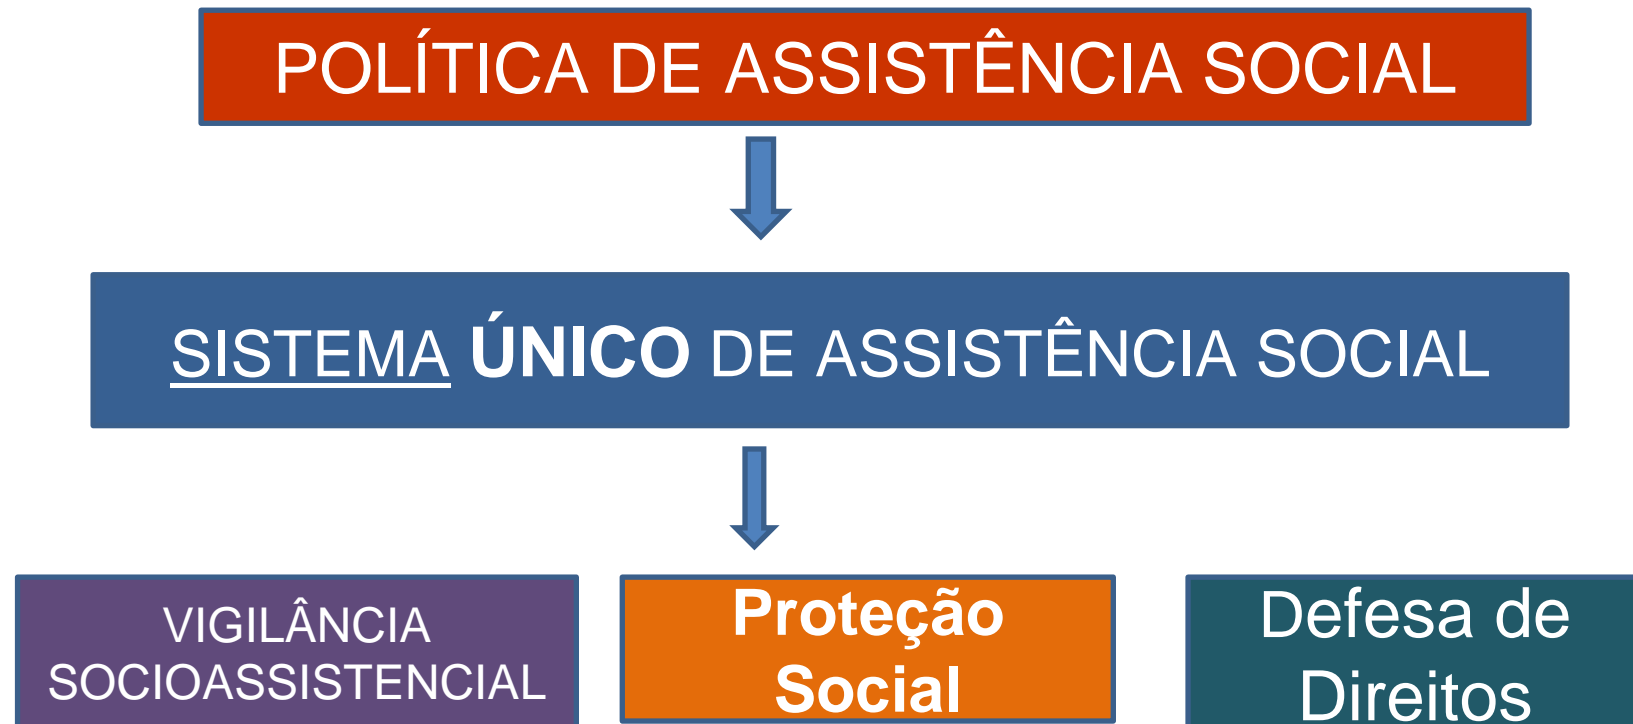 POLÍTICA DE ASSISTÊNCIA SOCIAL
SISTEMA ÚNICO DE ASSISTÊNCIA SOCIAL
VIGILÂNCIA
SOCIOASSISTENCIAL
Proteção
Social
Defesa de
Direitos